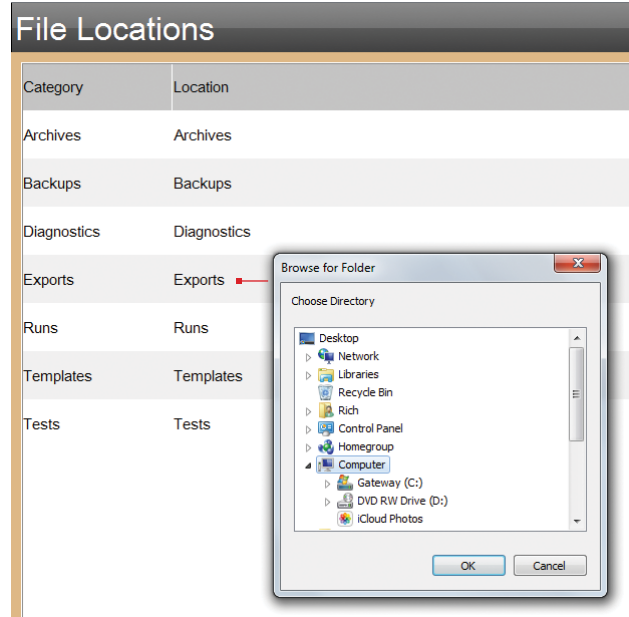 File Locations
Category Location
Archives Archives
Backups Backups
Diagnostics Diagnostics
Exports Exports
Runs Runs
Templates Templates
Tests Tests
Browse for Folder
Choose Directory
Desktop
Network
Libraries
Recycle Bin
Rich
Control Panel
Homegroup
Computer
Gateway (C:)
DVD RW Drive (D:)
iCloud Photos
OK Cancel